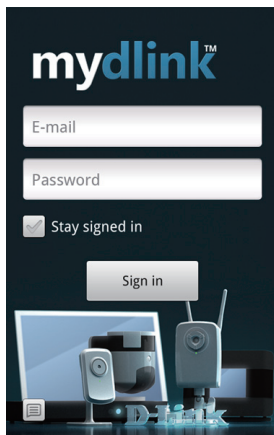 mydlink™
E-mail
Password
Stay signed in
Sign in
D-Link